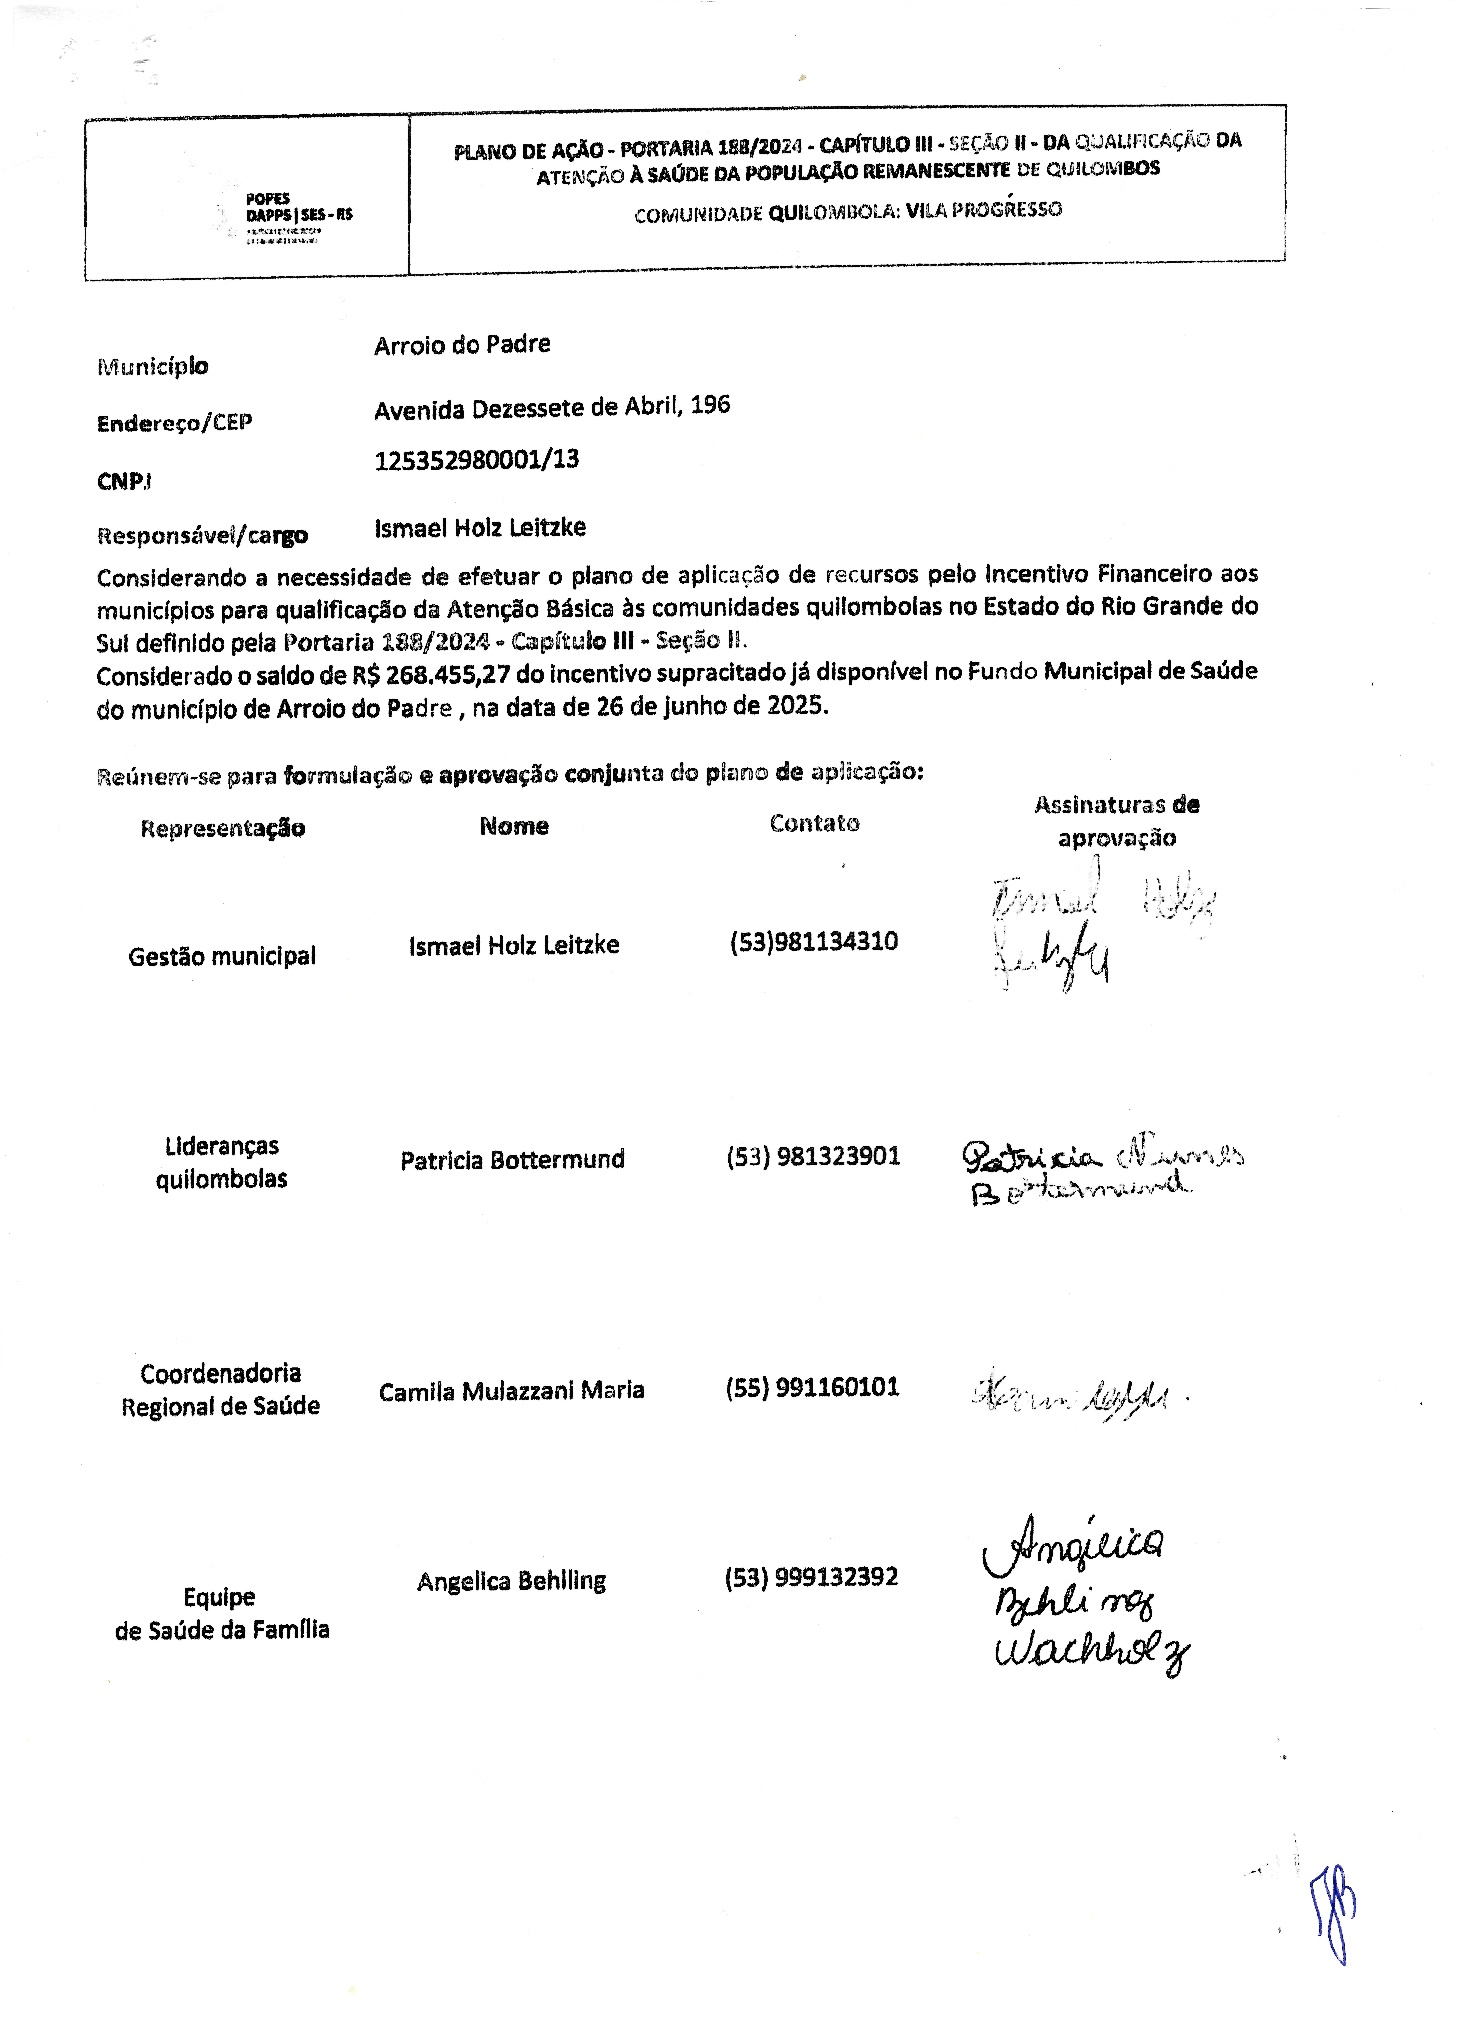 PLANO DE AÇÃO - PORTARIA 188/2024 - CAPÍTULO III - SEÇÃO II - DA QUALIFICAÇÃO DA
ATENÇÃO À SAÚDE DA POPULAÇÃO REMANESCENTE DE QUILOMBOS
COMUNIDADE QUILOMBOLA: VILA PROGRESSO
POPES
DAPPS | SES - RS
Município
Arroio do Padre
Endereço/CEP
Avenida Dezessete de Abril, 196
CNPJ
125352980001/13
Responsável/cargo
Ismael Holz Leitzke
Considerando a necessidade de efetuar o plano de aplicação de recursos pelo Incentivo Financeiro aos
municípios para qualificação da Atenção Básica às comunidades quilombolas no Estado do Rio Grande do
Sul definido pela Portaria 188/2024 - Capítulo III - Seção II.
Considerado o saldo de R$ 268.455,27 do incentivo supracitado já disponível no Fundo Municipal de Saúde
do município de Arroio do Padre , na data de 26 de junho de 2025.
Reúnem-se para formulação e aprovação conjunta do plano de aplicação:
Representação
Nome
Contato
Assinaturas de
aprovação
Gestão municipal
Ismael Holz Leitzke
(53)981134310
Ismael Holz
Leitzke
Lideranças
quilombolas
Patricia Bottermund
(53) 981323901
Patricia Nunes
Bottermund
Coordenadoria
Regional de Saúde
Camila Mulazzani Maria
(55) 991160101
Equipe
de Saúde da Família
Angelica Behlling
(53) 999132392
Angélica
Behling
Wachholz